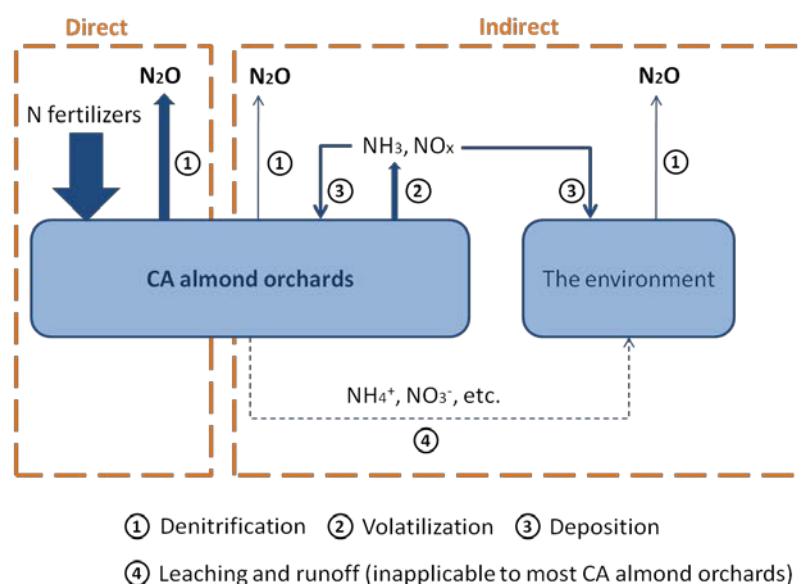 Direct
Indirect
N₂O
N₂O
N₂O
N fertilizers
①
①
NH₃, NOₓ
①
③
②
③
CA almond orchards
The environment
NH₄⁺, NO₃⁻, etc.
④
① Denitrification ② Volatilization ③ Deposition
④ Leaching and runoff (inapplicable to most CA almond orchards)